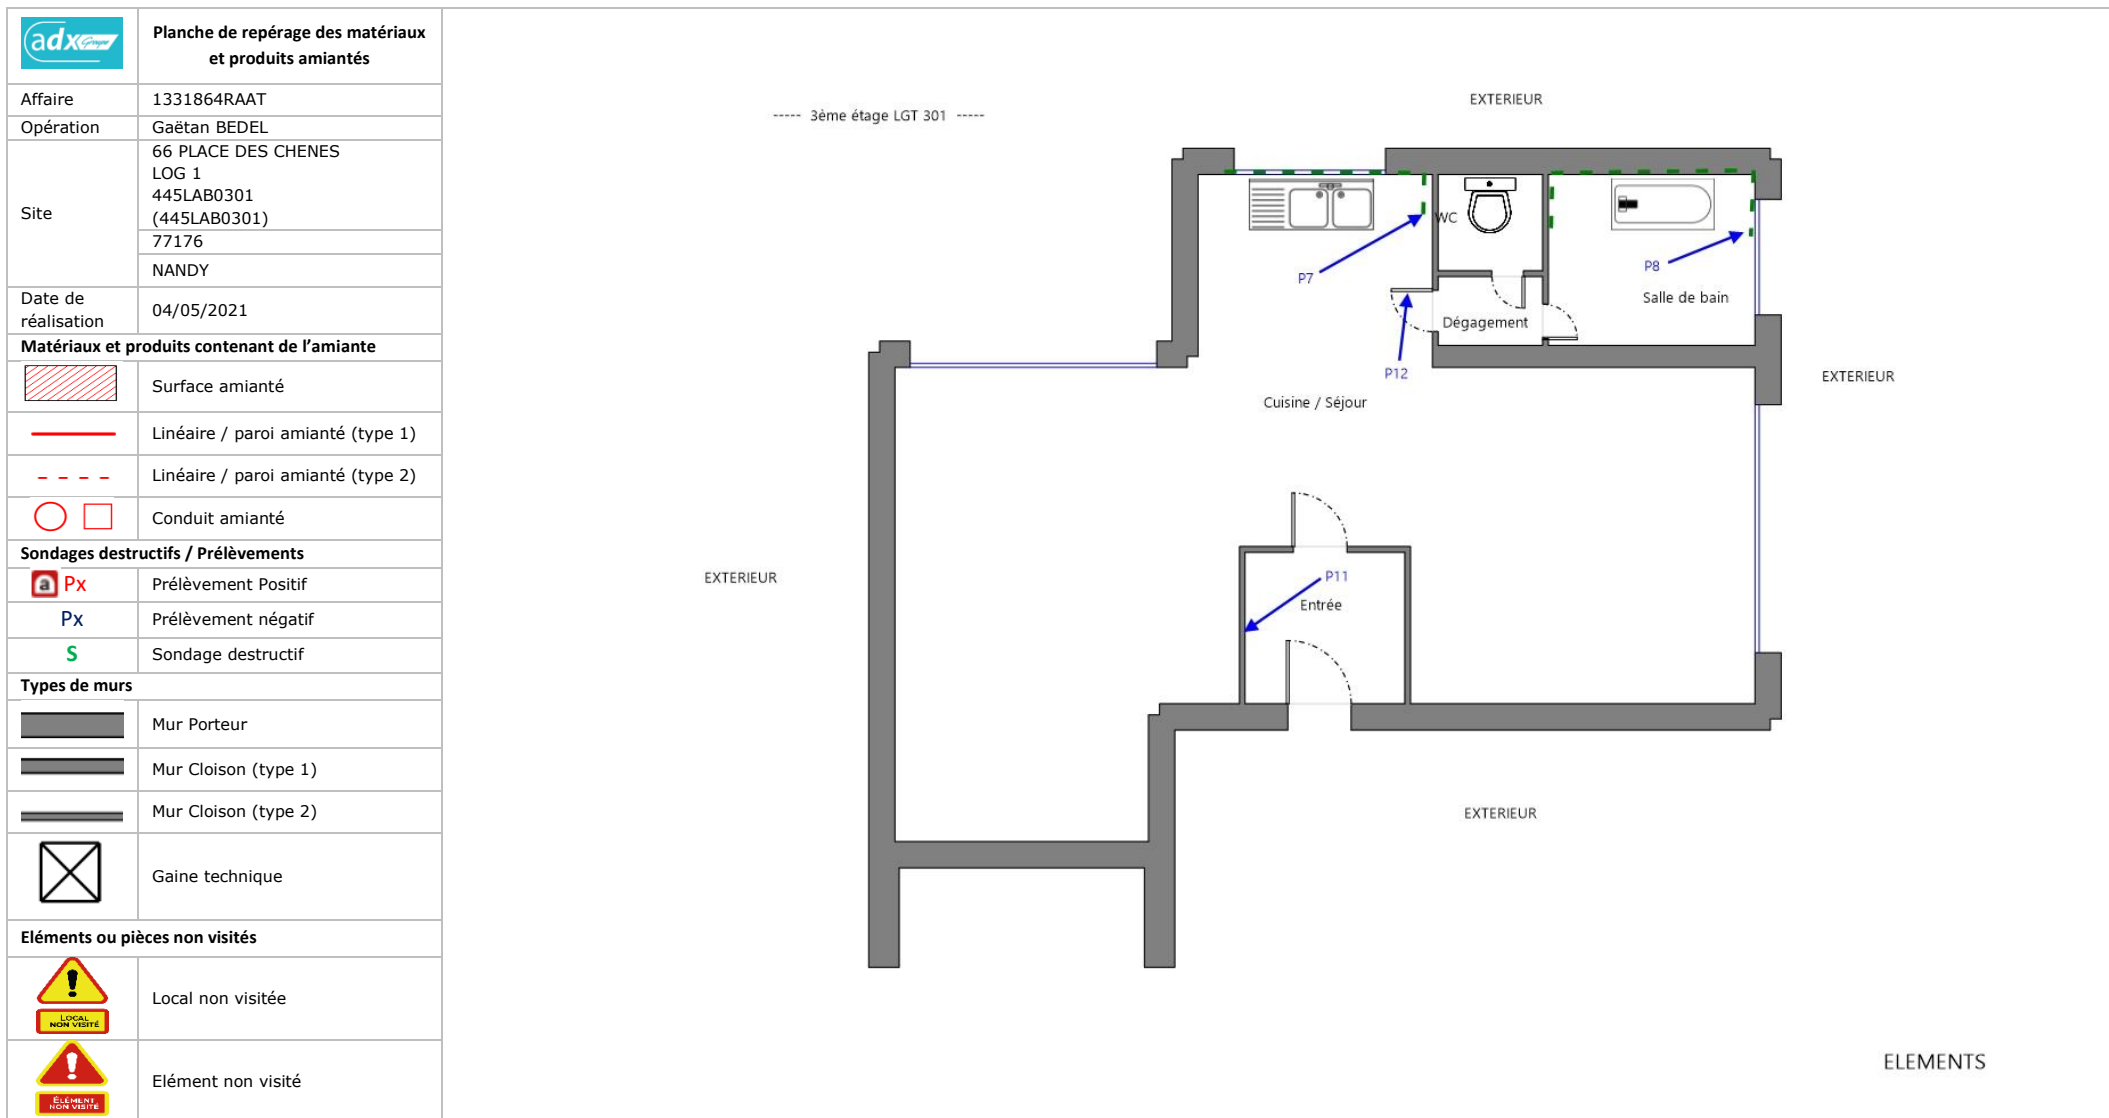 adx Groupe
Planche de repérage des matériaux
et produits amiantés
Affaire
1331864RAAT
Opération
Gaëtan BEDEL
Site
66 PLACE DES CHENES
LOG 1
445LAB0301
(445LAB0301)
77176
NANDY
Date de
réalisation
04/05/2021
Matériaux et produits contenant de l'amiante
Surface amianté
Linéaire / paroi amianté (type 1)
Linéaire / paroi amianté (type 2)
Conduit amianté
Sondages destructifs / Prélèvements
a Px
Prélèvement Positif
Px
Prélèvement négatif
S
Sondage destructif
Types de murs
Mur Porteur
Mur Cloison (type 1)
Mur Cloison (type 2)
Gaine technique
Eléments ou pièces non visités
LOCAL
NON VISITÉ
Local non visitée
ÉLÉMENT
NON VISITÉ
Elément non visité
----- 3ème étage LGT 301 -----
EXTERIEUR
WC
P7
P8
Salle de bain
Dégagement
P12
EXTERIEUR
Cuisine / Séjour
EXTERIEUR
P11
Entrée
EXTERIEUR
ELEMENTS